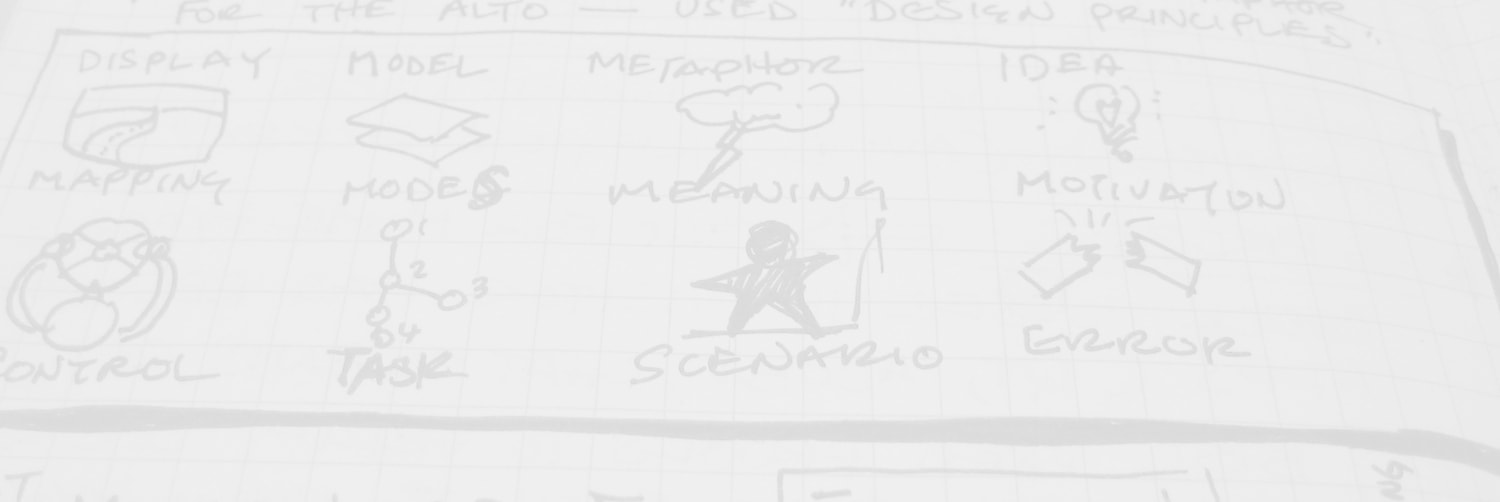 FOR THE ALTO — USED "DESIGN PRINCIPLES".
DISPLAY MODEL METAPHOR IDEA
MAPPING MODES MEANING MOTIVATION
1
2
3
4
CONTROL TASK SCENARIO ERROR